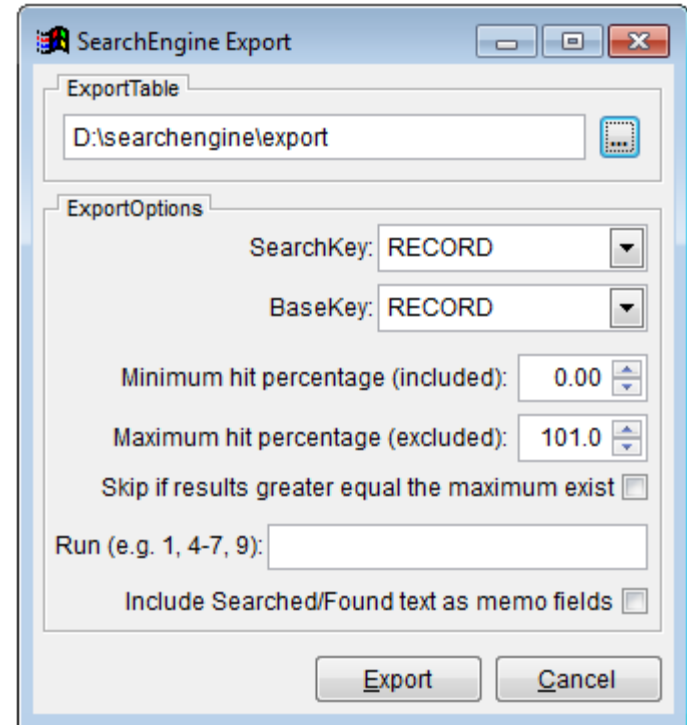 SearchEngine Export
ExportTable
D:\searchengine\export
...
ExportOptions
SearchKey: RECORD
BaseKey: RECORD
Minimum hit percentage (included): 0.00
Maximum hit percentage (excluded): 101.0
Skip if results greater equal the maximum exist
Run (e.g. 1, 4-7, 9):
Include Searched/Found text as memo fields
Export Cancel